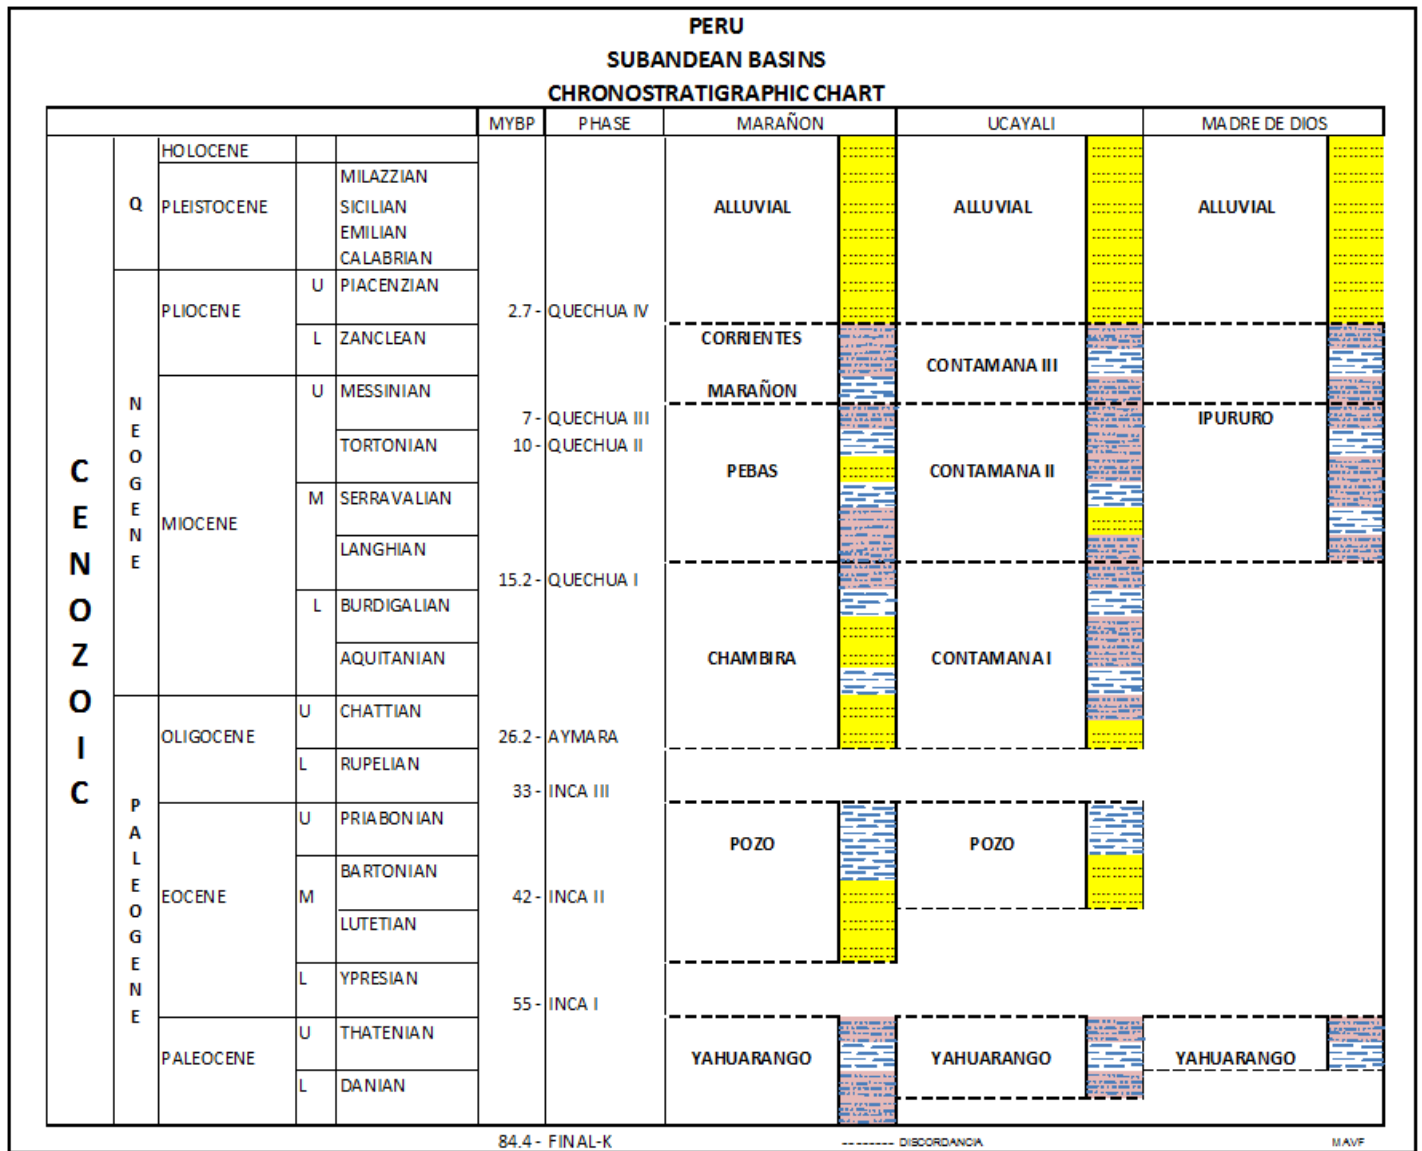 PERU
SUBANDEAN BASINS
CHRONOSTRATIGRAPHIC CHART
MYBP PHASE MARAÑON UCAYALI MADRE DE DIOS
HOLOCENE
MILAZZIAN
Q PLEISTOCENE SICILIAN ALLUVIAL ALLUVIAL ALLUVIAL
EMILIAN
CALABRIAN
U PIACENZIAN
PLIOCENE 2.7 - QUECHUA IV
L ZANCLEAN CORRIENTES
CONTAMANA III
U MESSINIAN MARAÑON
NEOGENE
7 - QUECHUA III IPURURO
TORTONIAN 10 - QUECHUA II
CENOZOIC
PEBAS CONTAMANA II
M SERRAVALIAN
MIOCENE
LANGHIAN
15.2 - QUECHUA I
L BURDIGALIAN
AQUITANIAN CHAMBIRA CONTAMANA I
U CHATTIAN
OLIGOCENE 26.2 - AYMARA
L RUPELIAN
33 - INCA III
PALEOGENE
U PRIABONIAN
POZO POZO
BARTONIAN
EOCENE M 42 - INCA II
LUTETIAN
L YPRESIAN
55 - INCA I
U THATENIAN
PALEOCENE YAHUARANGO YAHUARANGO YAHUARANGO
L DANIAN
84.4 - FINAL-K -------- DISCORDANCIA MAVF